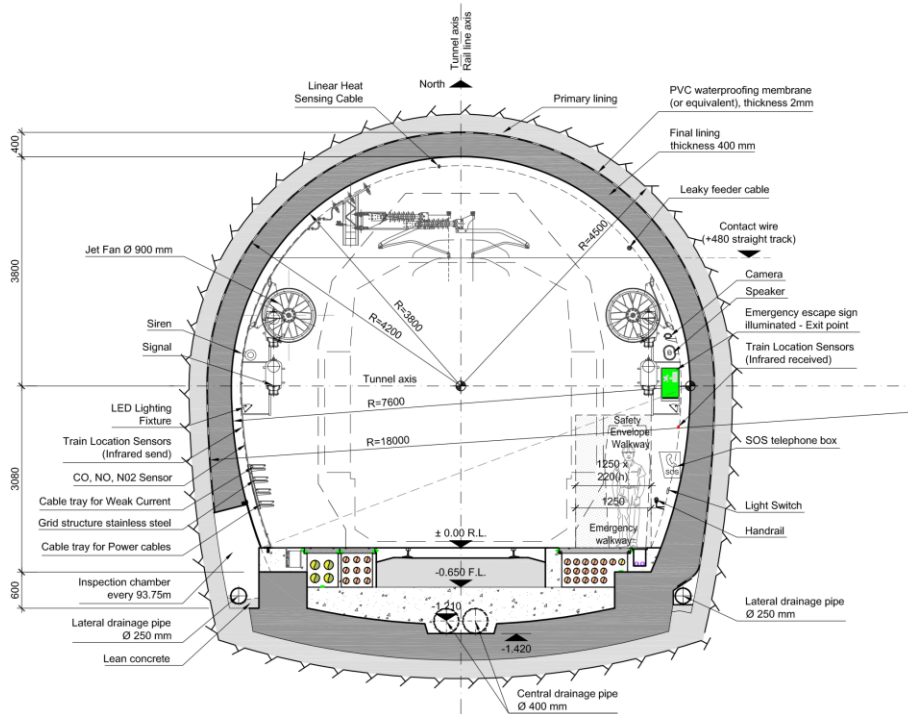 Tunnel axis
Rail line axis
North
Linear Heat
Sensing Cable
Primary lining
PVC waterproofing membrane
(or equivalent), thickness 2mm
Final lining
thickness 400 mm
Leaky feeder cable
Contact wire
(+480 straight track)
Camera
Speaker
Emergency escape sign
illuminated - Exit point
Train Location Sensors
(Infrared received)
SOS telephone box
Light Switch
Handrail
Lateral drainage pipe
Ø 250 mm
400
3800
3080
600
Jet Fan Ø 900 mm
Siren
Signal
LED Lighting
Fixture
Train Location Sensors
(Infrared send)
CO, NO, N02 Sensor
Cable tray for Weak Current
Grid structure stainless steel
Cable tray for Power cables
Inspection chamber
every 93.75m
Lateral drainage pipe
Ø 250 mm
Lean concrete
R=4500
R=3800
R=4200
Tunnel axis
R=7600
R=18000
Safety
Envelope
Walkway
1250 x
220(h)
1250
Emergency
walkway
SOS
± 0.00 R.L.
-0.650 F.L.
-1.210
-1.420
Central drainage pipe
Ø 400 mm